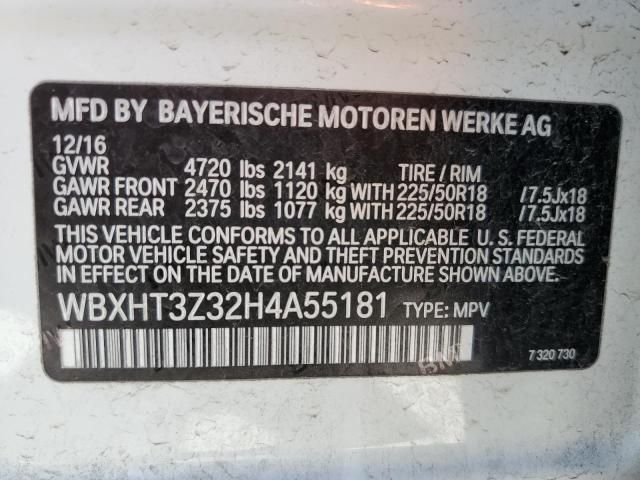 MFD BY BAYERISCHE MOTOREN WERKE AG
12/16
GVWR 4720 lbs 2141 kg TIRE / RIM
GAWR FRONT 2470 lbs 1120 kg WITH 225/50R18 /7.5Jx18
GAWR REAR 2375 lbs 1077 kg WITH 225/50R18 /7.5Jx18
THIS VEHICLE CONFORMS TO ALL APPLICABLE U. S. FEDERAL
MOTOR VEHICLE SAFETY AND THEFT PREVENTION STANDARDS
IN EFFECT ON THE DATE OF MANUFACTURE SHOWN ABOVE.
WBXHT3Z32H4A55181 TYPE: MPV
7 320 730